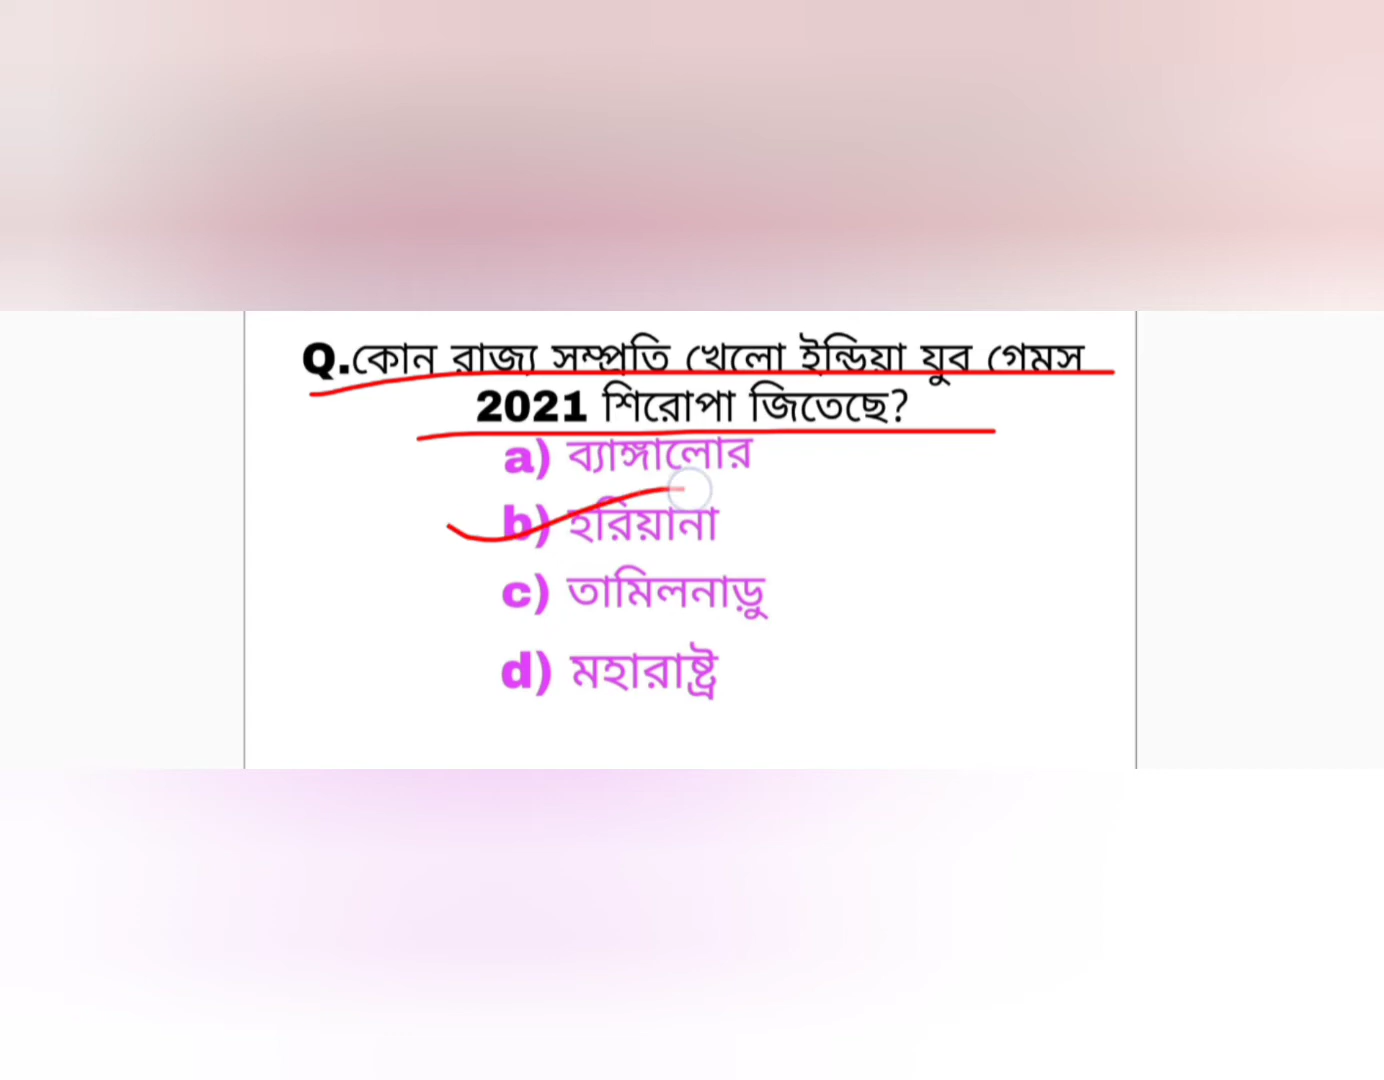 Q.কোন রাজ্য সম্প্রতি খেলো ইন্ডিয়া যুব গেমস
2021 শিরোপা জিতেছে?
a) ব্যাঙ্গালোর
b) হরিয়ানা
c) তামিলনাড়ু
d) মহারাষ্ট্র